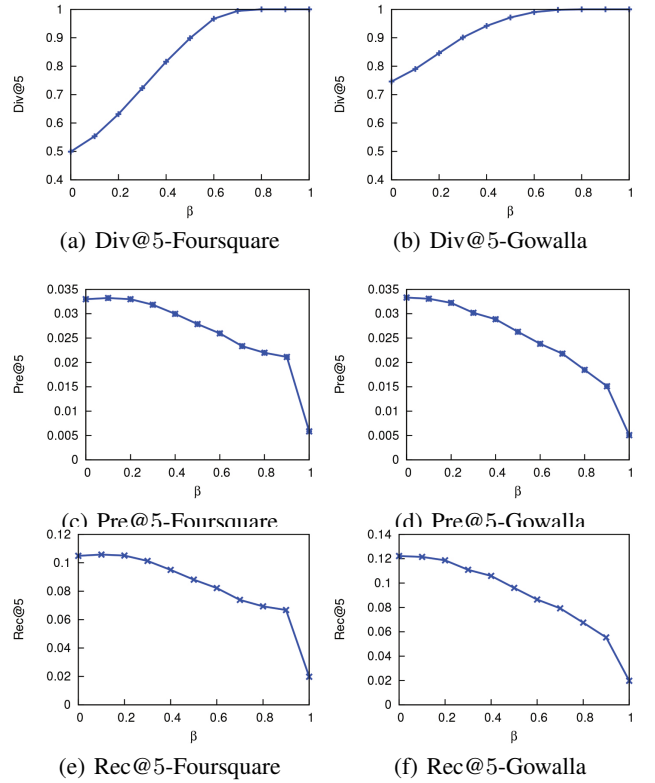 1
0.9
0.8
0.7
0.6
0.5
0.4
Div@5
0 0.2 0.4 0.6 0.8 1
β
(a) Div@5-Foursquare
1
0.9
0.8
0.7
0.6
0.5
0.4
Div@5
0 0.2 0.4 0.6 0.8 1
β
(b) Div@5-Gowalla
0.035
0.03
0.025
0.02
0.015
0.01
0.005
0
Pre@5
0 0.2 0.4 0.6 0.8 1
β
(c) Pre@5-Foursquare
0.035
0.03
0.025
0.02
0.015
0.01
0.005
0
Pre@5
0 0.2 0.4 0.6 0.8 1
β
(d) Pre@5-Gowalla
0.12
0.1
0.08
0.06
0.04
0.02
0
Rec@5
0 0.2 0.4 0.6 0.8 1
β
(e) Rec@5-Foursquare
0.14
0.12
0.1
0.08
0.06
0.04
0.02
0
Rec@5
0 0.2 0.4 0.6 0.8 1
β
(f) Rec@5-Gowalla